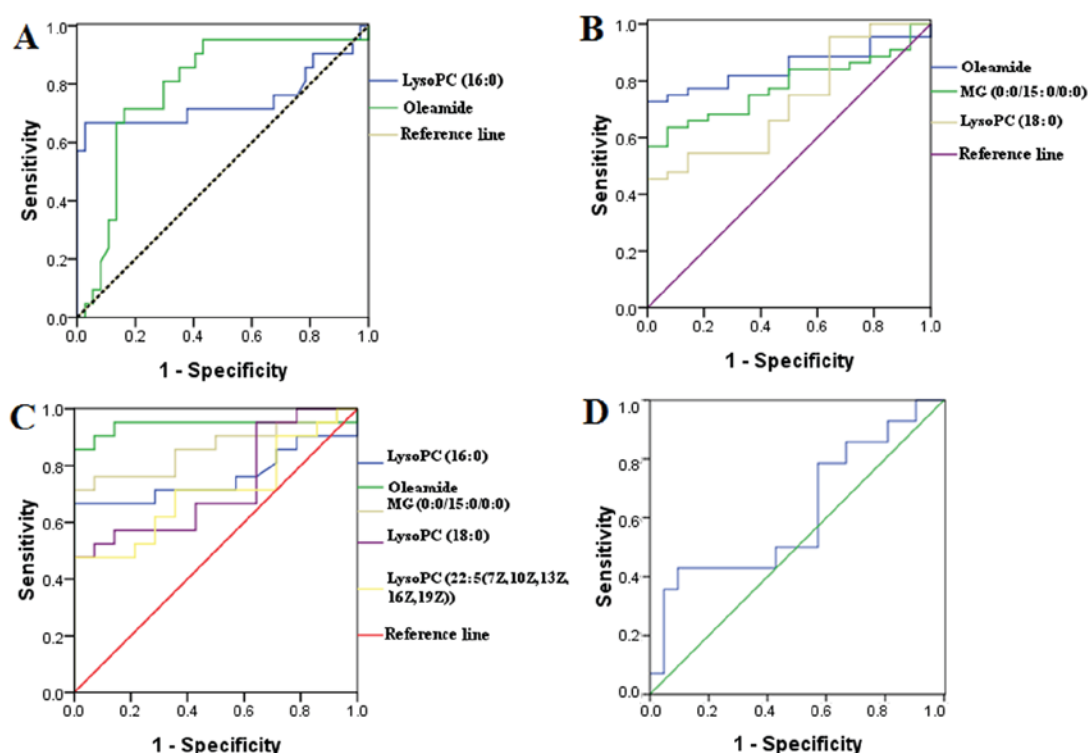 A
1.0
0.8
0.6
0.4
0.2
0.0
Sensitivity
0.0 0.2 0.4 0.6 0.8 1.0
1 - Specificity
LysoPC (16:0)
Oleamide
Reference line
B
1.0
0.8
0.6
0.4
0.2
0.0
Sensitivity
0.0 0.2 0.4 0.6 0.8 1.0
1 - Specificity
Oleamide
MG (0:0/15:0/0:0)
LysoPC (18:0)
Reference line
C
1.0
0.8
0.6
0.4
0.2
0.0
Sensitivity
0.0 0.2 0.4 0.6 0.8 1.0
1 - Specificity
LysoPC (16:0)
Oleamide
MG (0:0/15:0/0:0)
LysoPC (18:0)
LysoPC (22:5(7Z,10Z,13Z,
16Z,19Z))
Reference line
D
1.0
0.8
0.6
0.4
0.2
0.0
Sensitivity
0.0 0.2 0.4 0.6 0.8 1.0
1 - Specificity